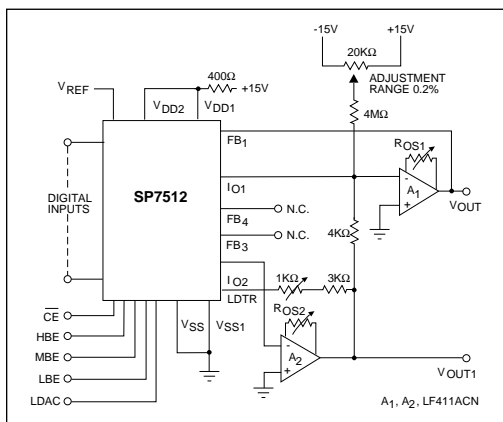 -15V +15V
20KΩ
400Ω
+15V
ADJUSTMENT
RANGE 0.2%
VREF
VDD2 VDD1
4MΩ
FB1
ROS1
SP7512
IO1
- A1
+
VOUT
DIGITAL
INPUTS
FB4 N.C.
4KΩ
FB3 N.C.
IO2 1KΩ 3KΩ
LDTR
CE
ROS2
HBE
VSS VSS1
MBE
- A2
+
LBE
VOUT1
LDAC
A1, A2, LF411ACN